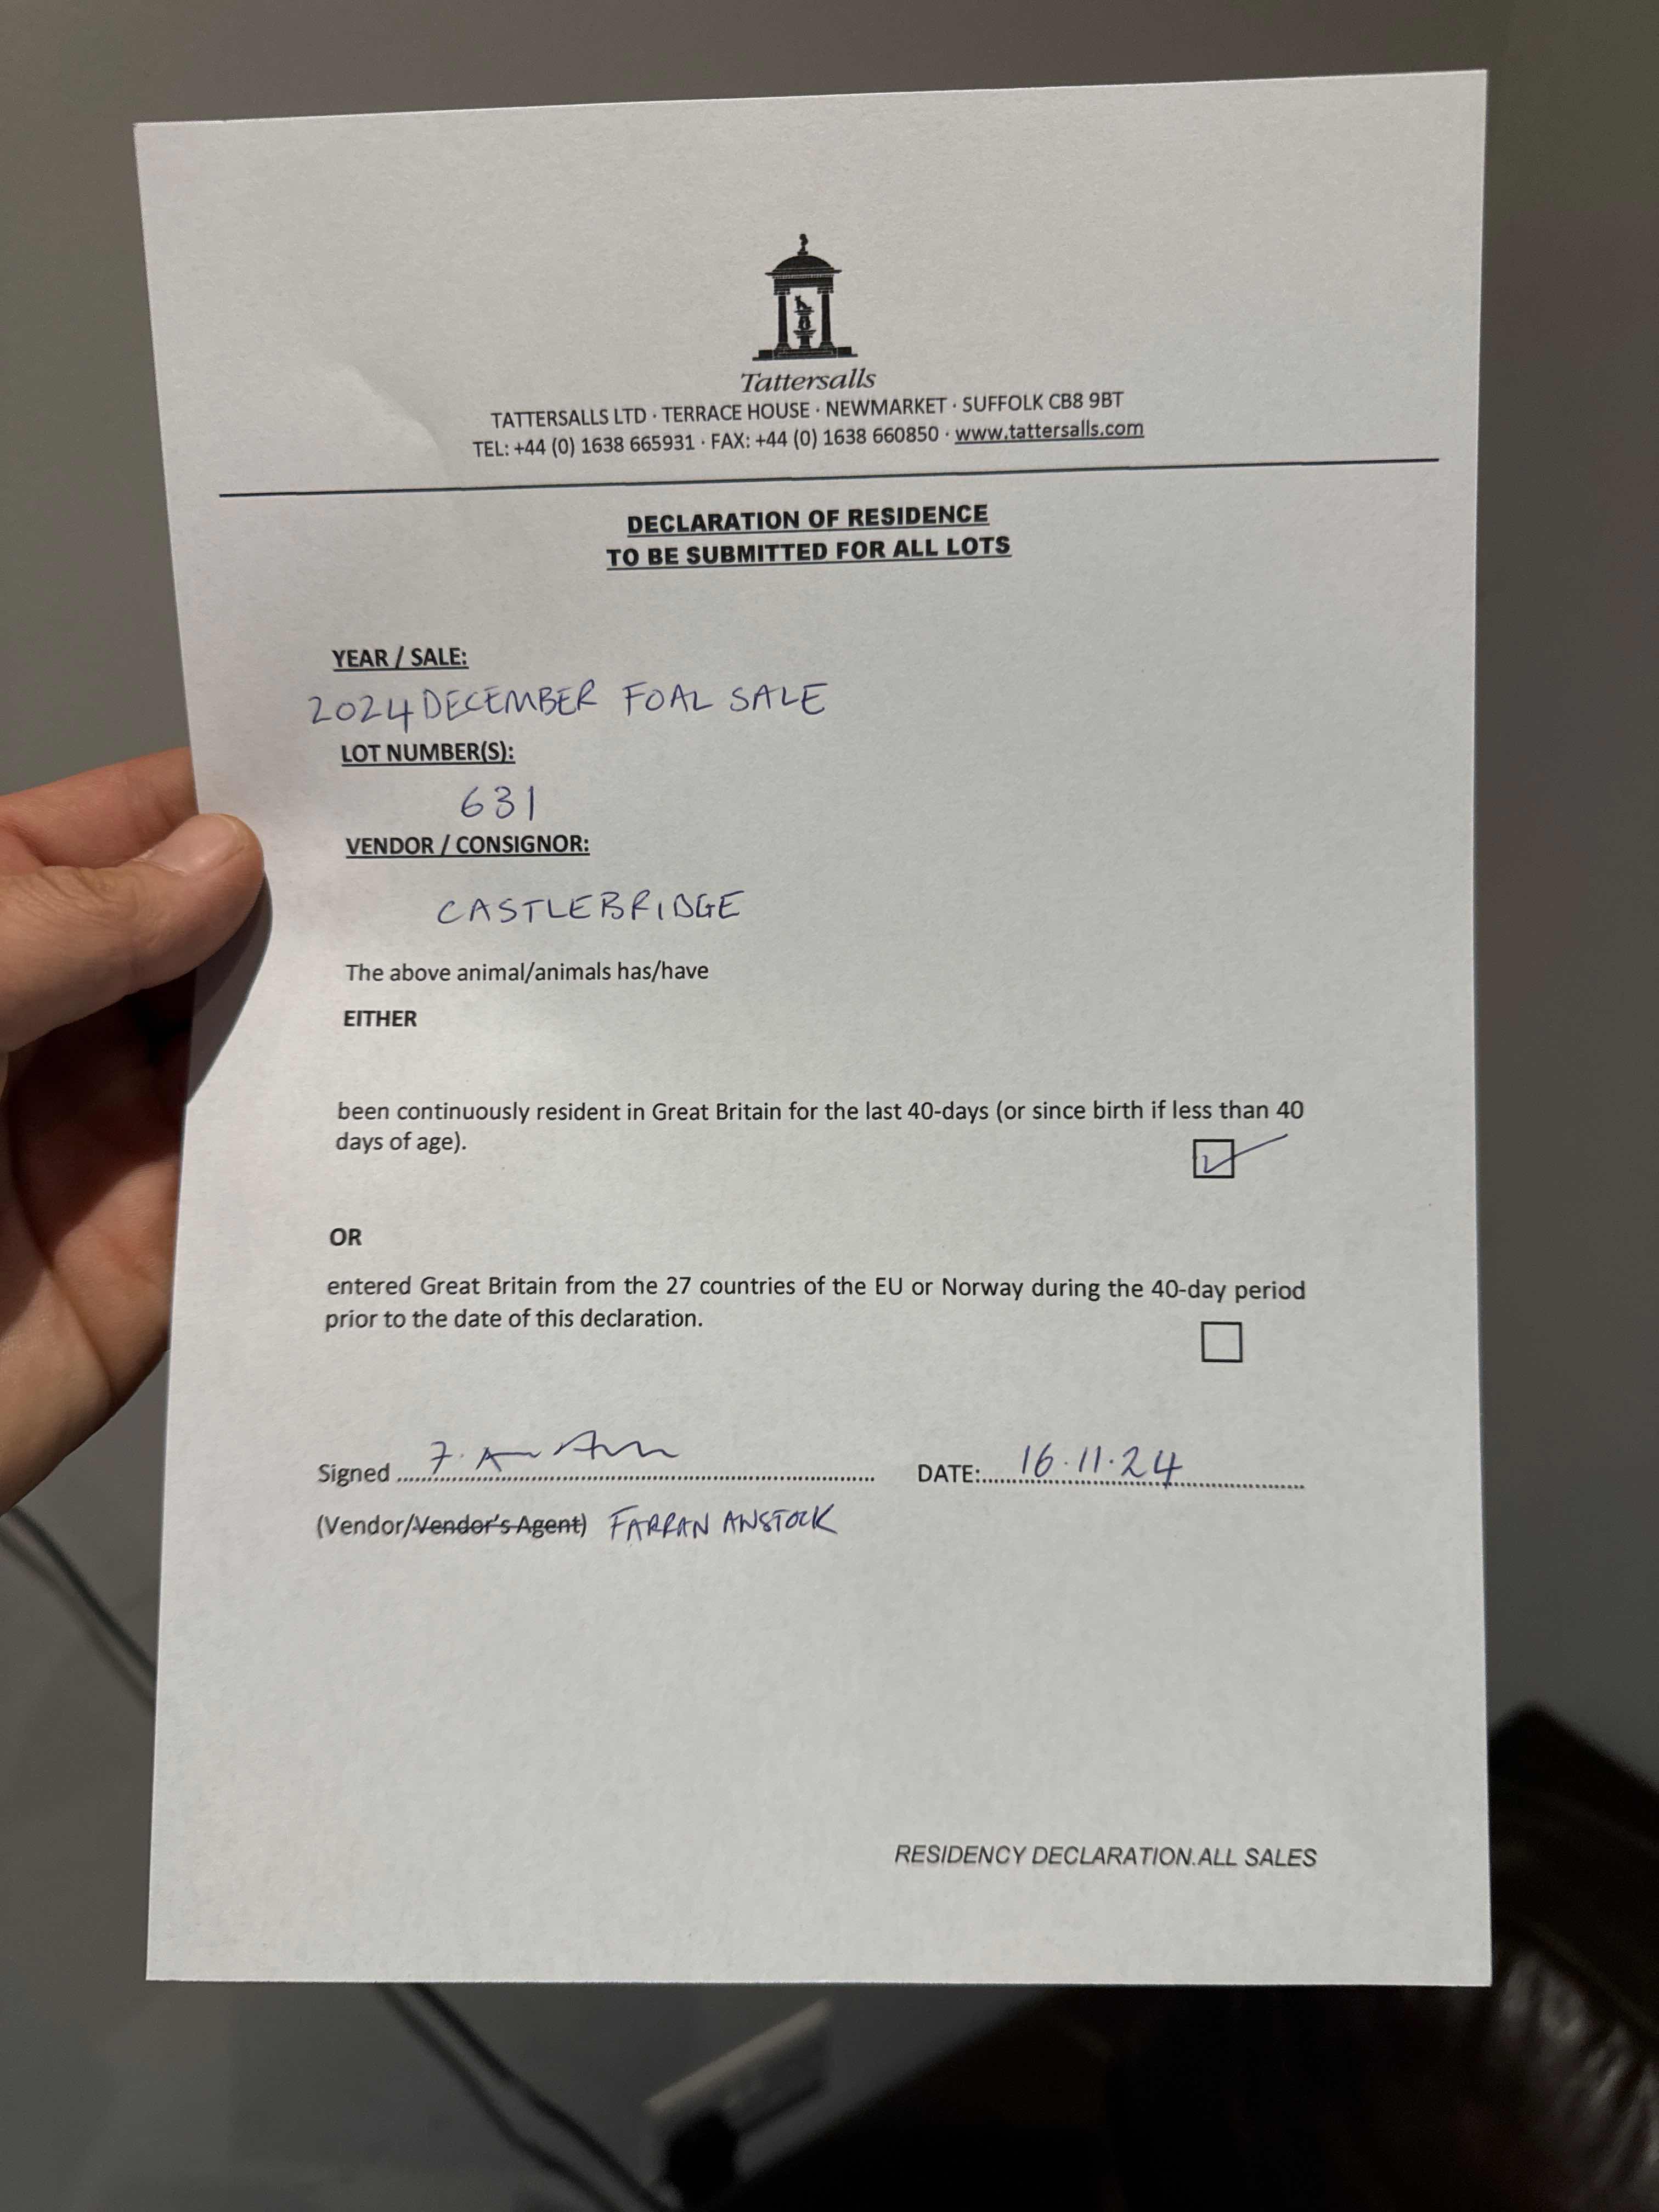 Tattersalls
TATTERSALLS LTD · TERRACE HOUSE · NEWMARKET · SUFFOLK CB8 9BT
TEL: +44 (0) 1638 665931 · FAX: +44 (0) 1638 660850 · www.tattersalls.com
DECLARATION OF RESIDENCE
TO BE SUBMITTED FOR ALL LOTS
YEAR / SALE:
2024 DECEMBER FOAL SALE
LOT NUMBER(S):
631
VENDOR / CONSIGNOR:
CASTLEBRIDGE
The above animal/animals has/have
EITHER
been continuously resident in Great Britain for the last 40-days (or since birth if less than 40
days of age).
OR
entered Great Britain from the 27 countries of the EU or Norway during the 40-day period
prior to the date of this declaration.
Signed DATE: 16.11.24
(Vendor/Vendor's Agent) FARRAN ANSTOCK
RESIDENCY DECLARATION.ALL SALES